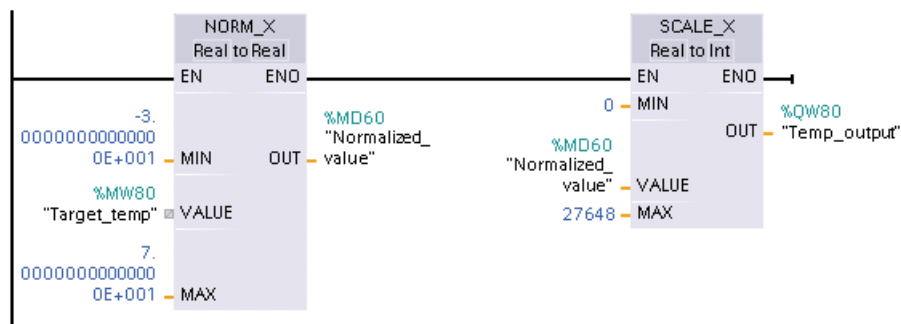 NORM_X
Real to Real
EN
ENO
-3.
0000000000000
0E+001
MIN
OUT
%MD60
"Normalized_
value"
%MW80
"Target_temp"
VALUE
7.
0000000000000
0E+001
MAX
SCALE_X
Real to Int
EN
ENO
0
MIN
OUT
%QW80
"Temp_output"
%MD60
"Normalized_
value"
VALUE
27648
MAX